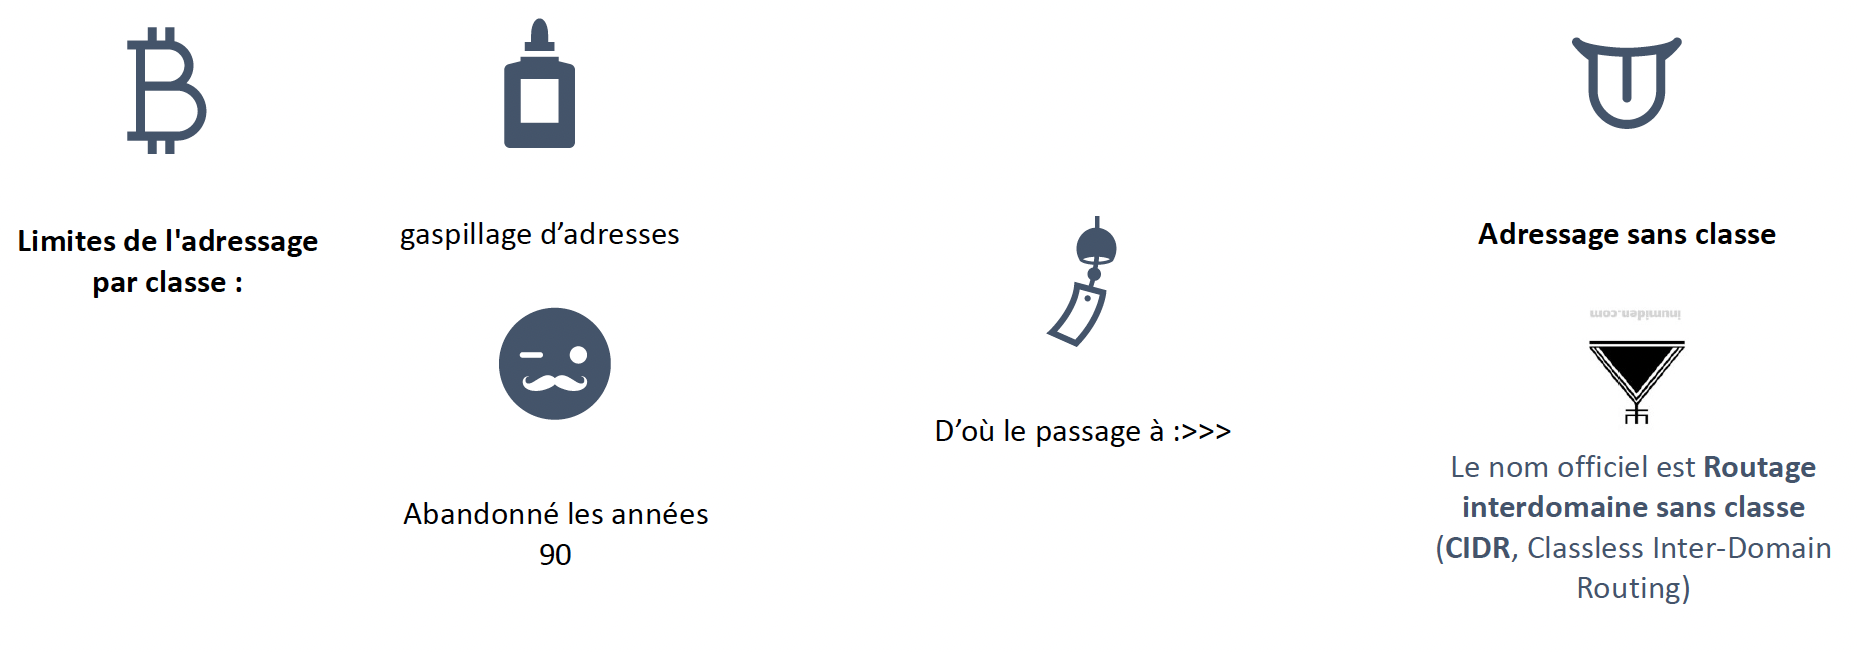 Limites de l'adressage
par classe :
gaspillage d’adresses
Abandonné les années
90
D’où le passage à :>>>
Adressage sans classe
inumiden.com
Le nom officiel est Routage
interdomaine sans classe
(CIDR, Classless Inter-Domain
Routing)